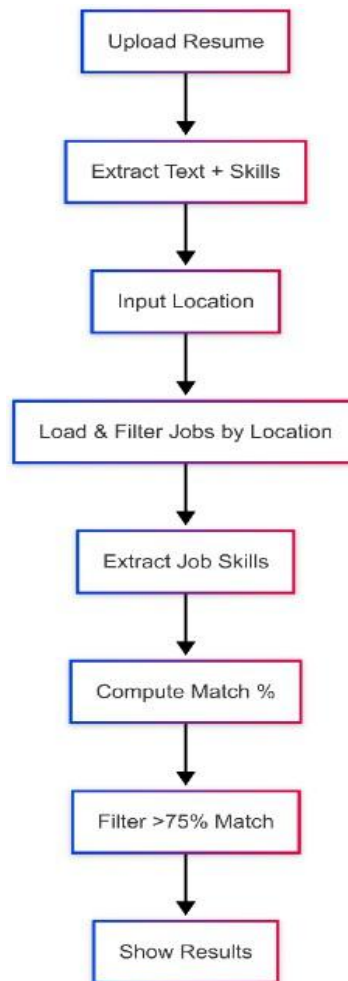 Upload Resume
Extract Text + Skills
Input Location
Load & Filter Jobs by Location
Extract Job Skills
Compute Match %
Filter >75% Match
Show Results